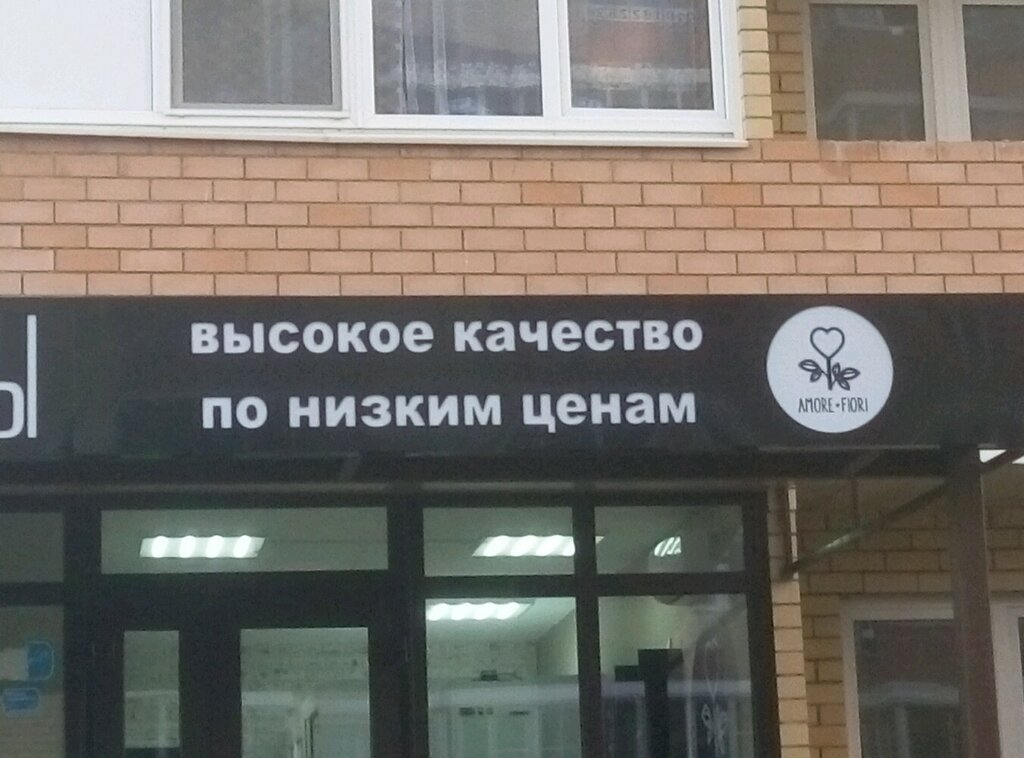 высокое качество
по низким ценам
AMORE • FIORI